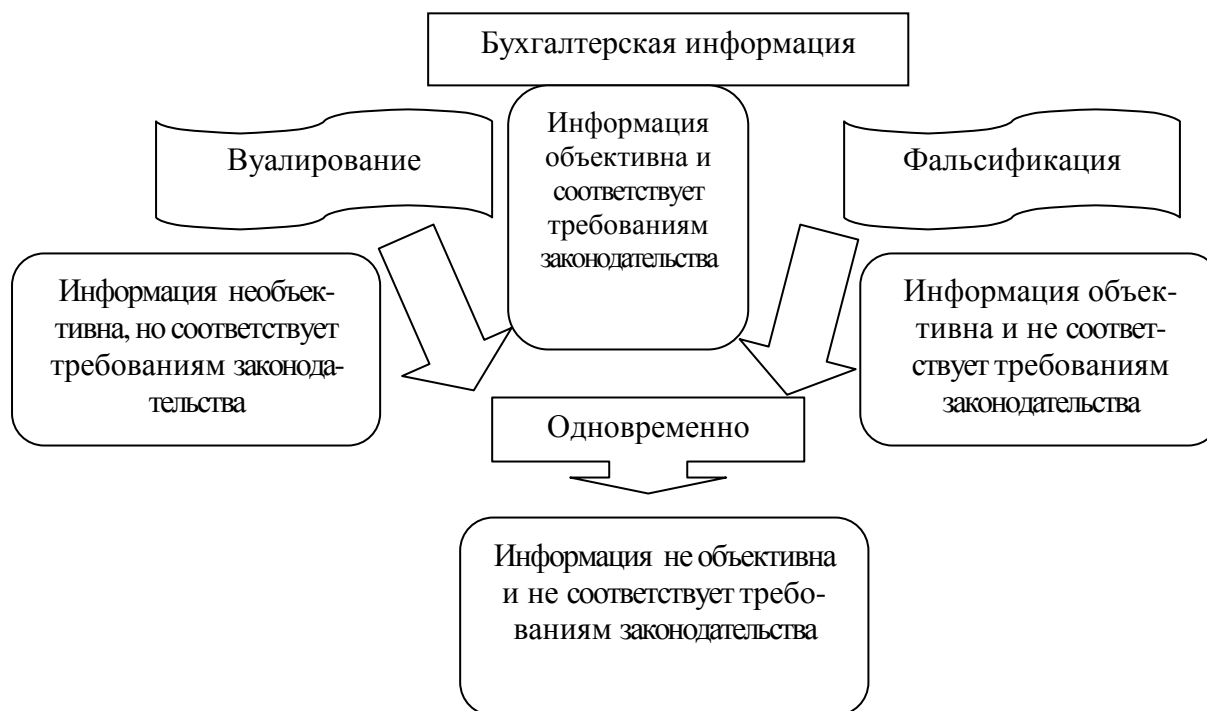 Бухгалтерская информация
Вуалирование
Информация
объективна и
соответствует
требованиям
законодательства
Фальсификация
Информация необъек-
тивна, но соответствует
требованиям законода-
тельства
Информация объек-
тивна и не соответ-
ствует требованиям
законодательства
Одновременно
Информация не объективна
и не соответствует требо-
ваниям законодательства